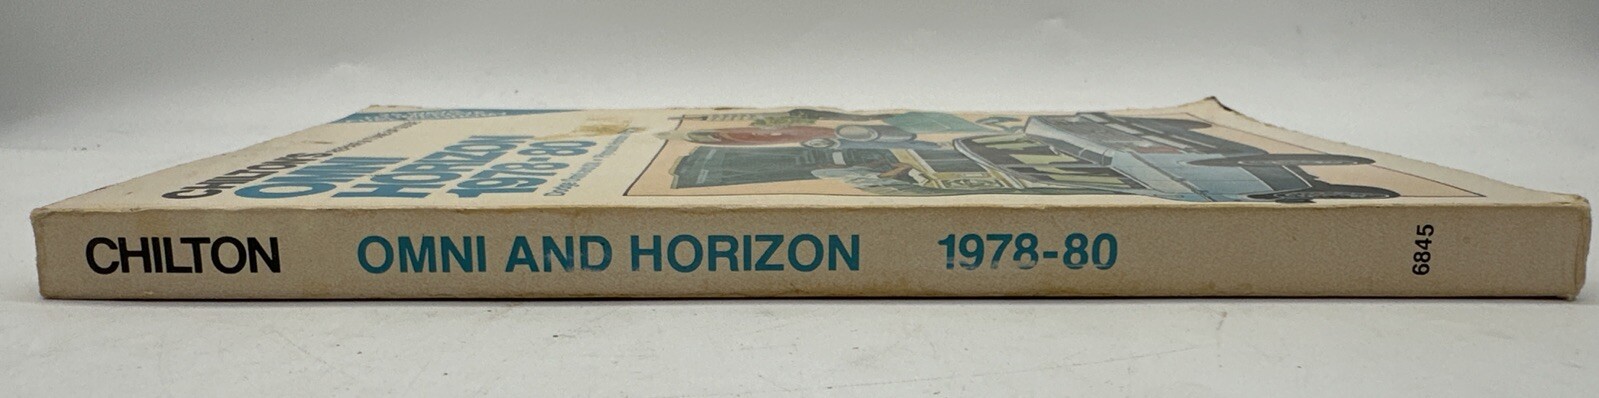 CHILTON'S
OMNI
HORIZON
1978-80
CHILTON OMNI AND HORIZON 1978-80 6845